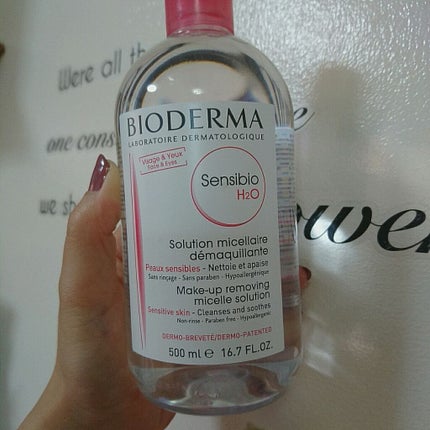 Were all th
one cons
we sh
e
ower
BIODERMA
LABORATOIRE DERMATOLOGIQUE
Visage & Yeux
Face & Eyes
Sensibio
H2O
Solution micellaire
démaquillante
Peaux sensibles - Nettoie et apaise
Sans rinçage - Sans paraben - Hypoallergénique
Make-up removing
micelle solution
Sensitive skin - Cleanses and soothes
Non-rinse - Paraben free - Hypoallergenic
DERMO-BREVETÉ/DERMO-PATENTED
500 ml e 16.7 FL.OZ.